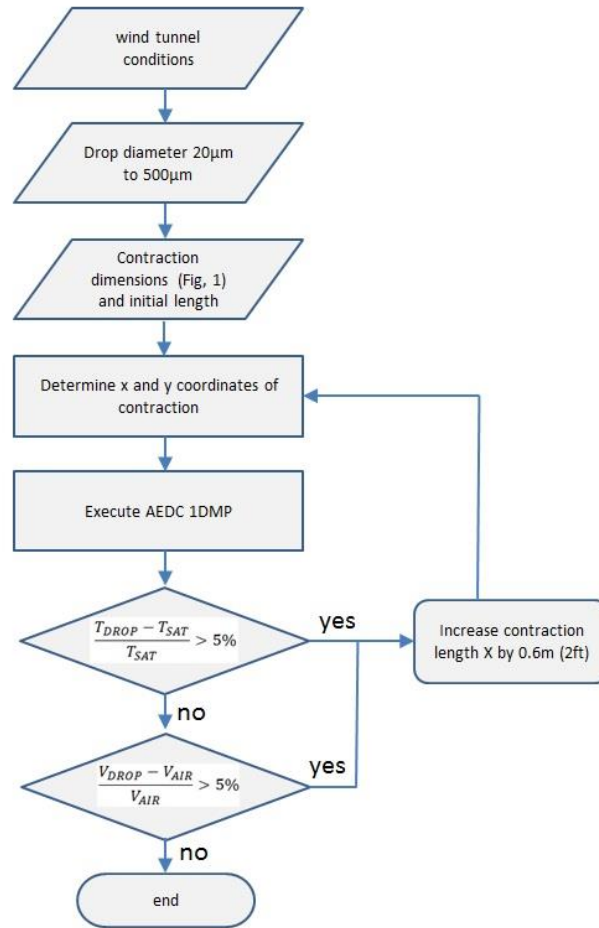 wind tunnel
conditions
Drop diameter 20µm
to 500µm
Contraction
dimensions (Fig, 1)
and initial length
Determine x and y coordinates of
contraction
Execute AEDC 1DMP
(T_DROP − T_SAT) / T_SAT > 5%
yes
Increase contraction
length X by 0.6m (2ft)
no
(V_DROP − V_AIR) / V_AIR > 5%
yes
no
end